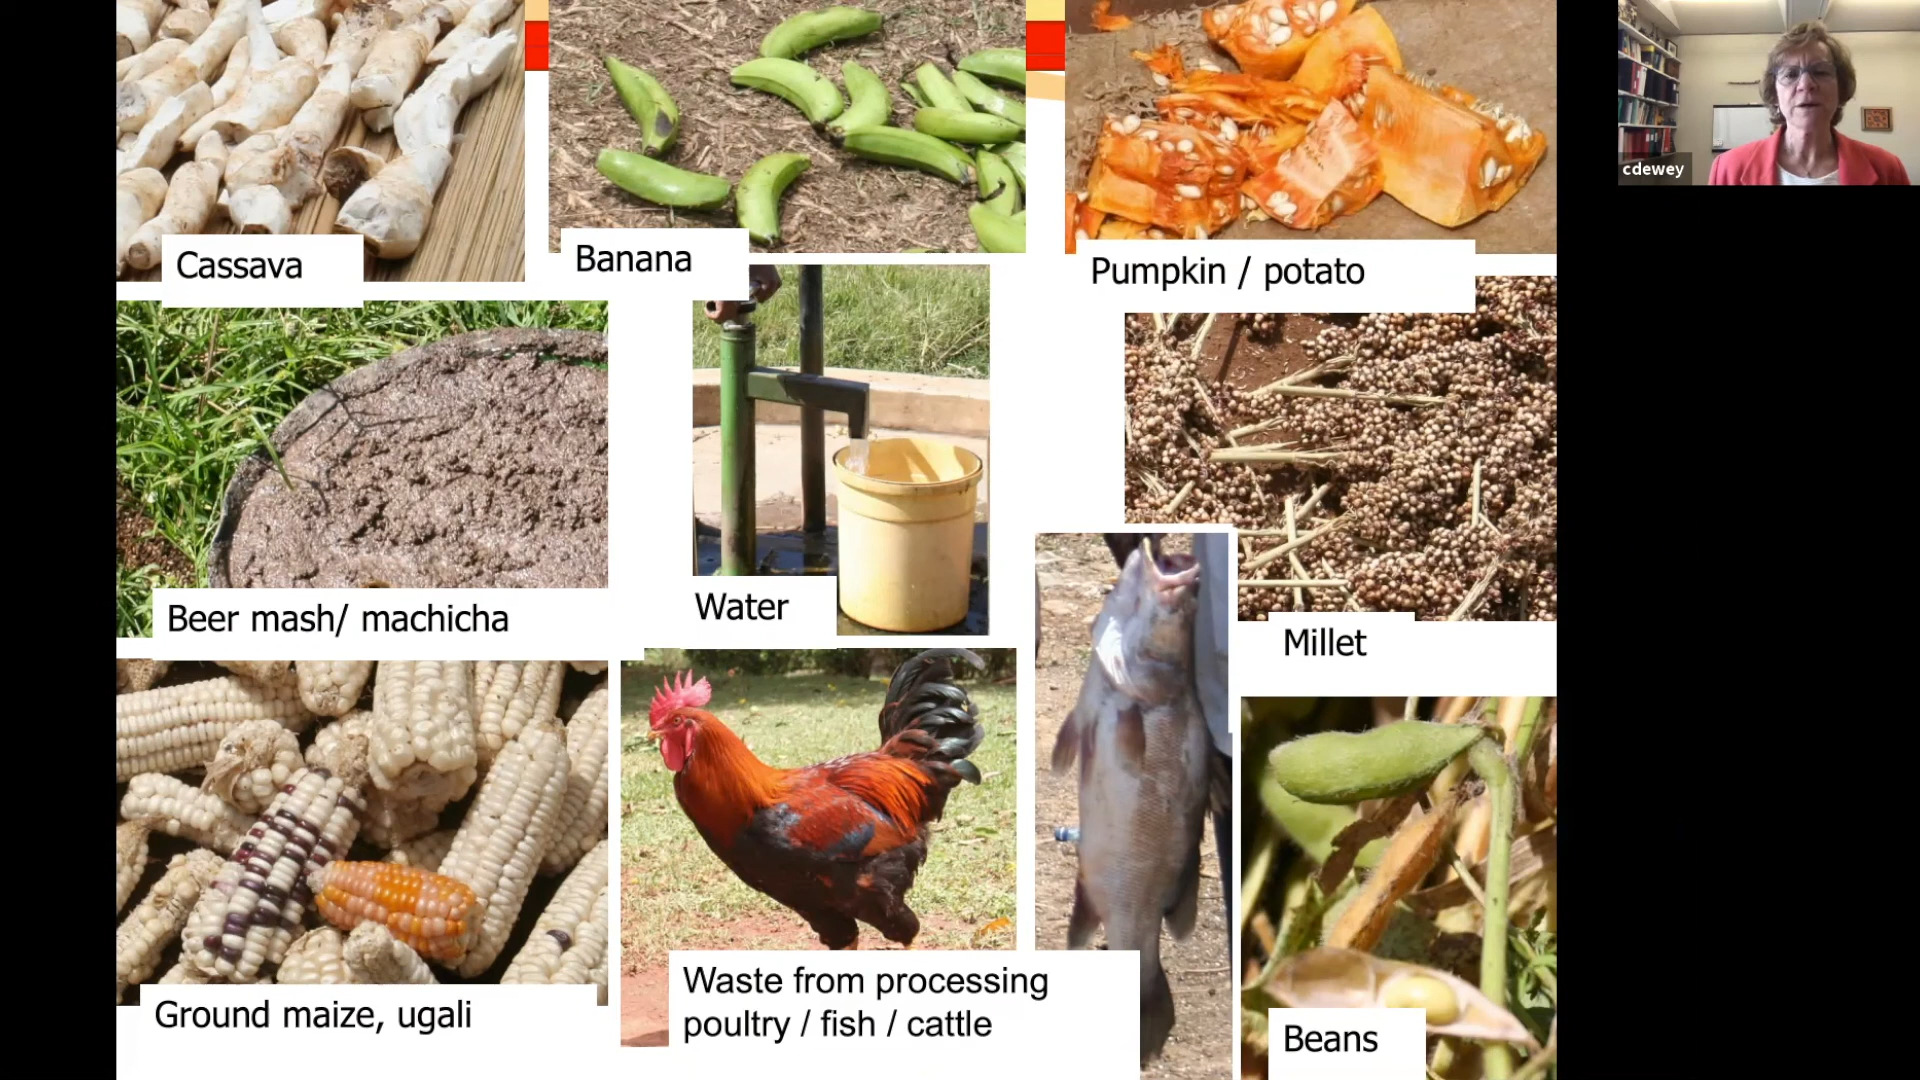 cdewey
Cassava
Banana
Pumpkin / potato
Beer mash/ machicha
Water
Millet
Ground maize, ugali
Waste from processing
poultry / fish / cattle
Beans